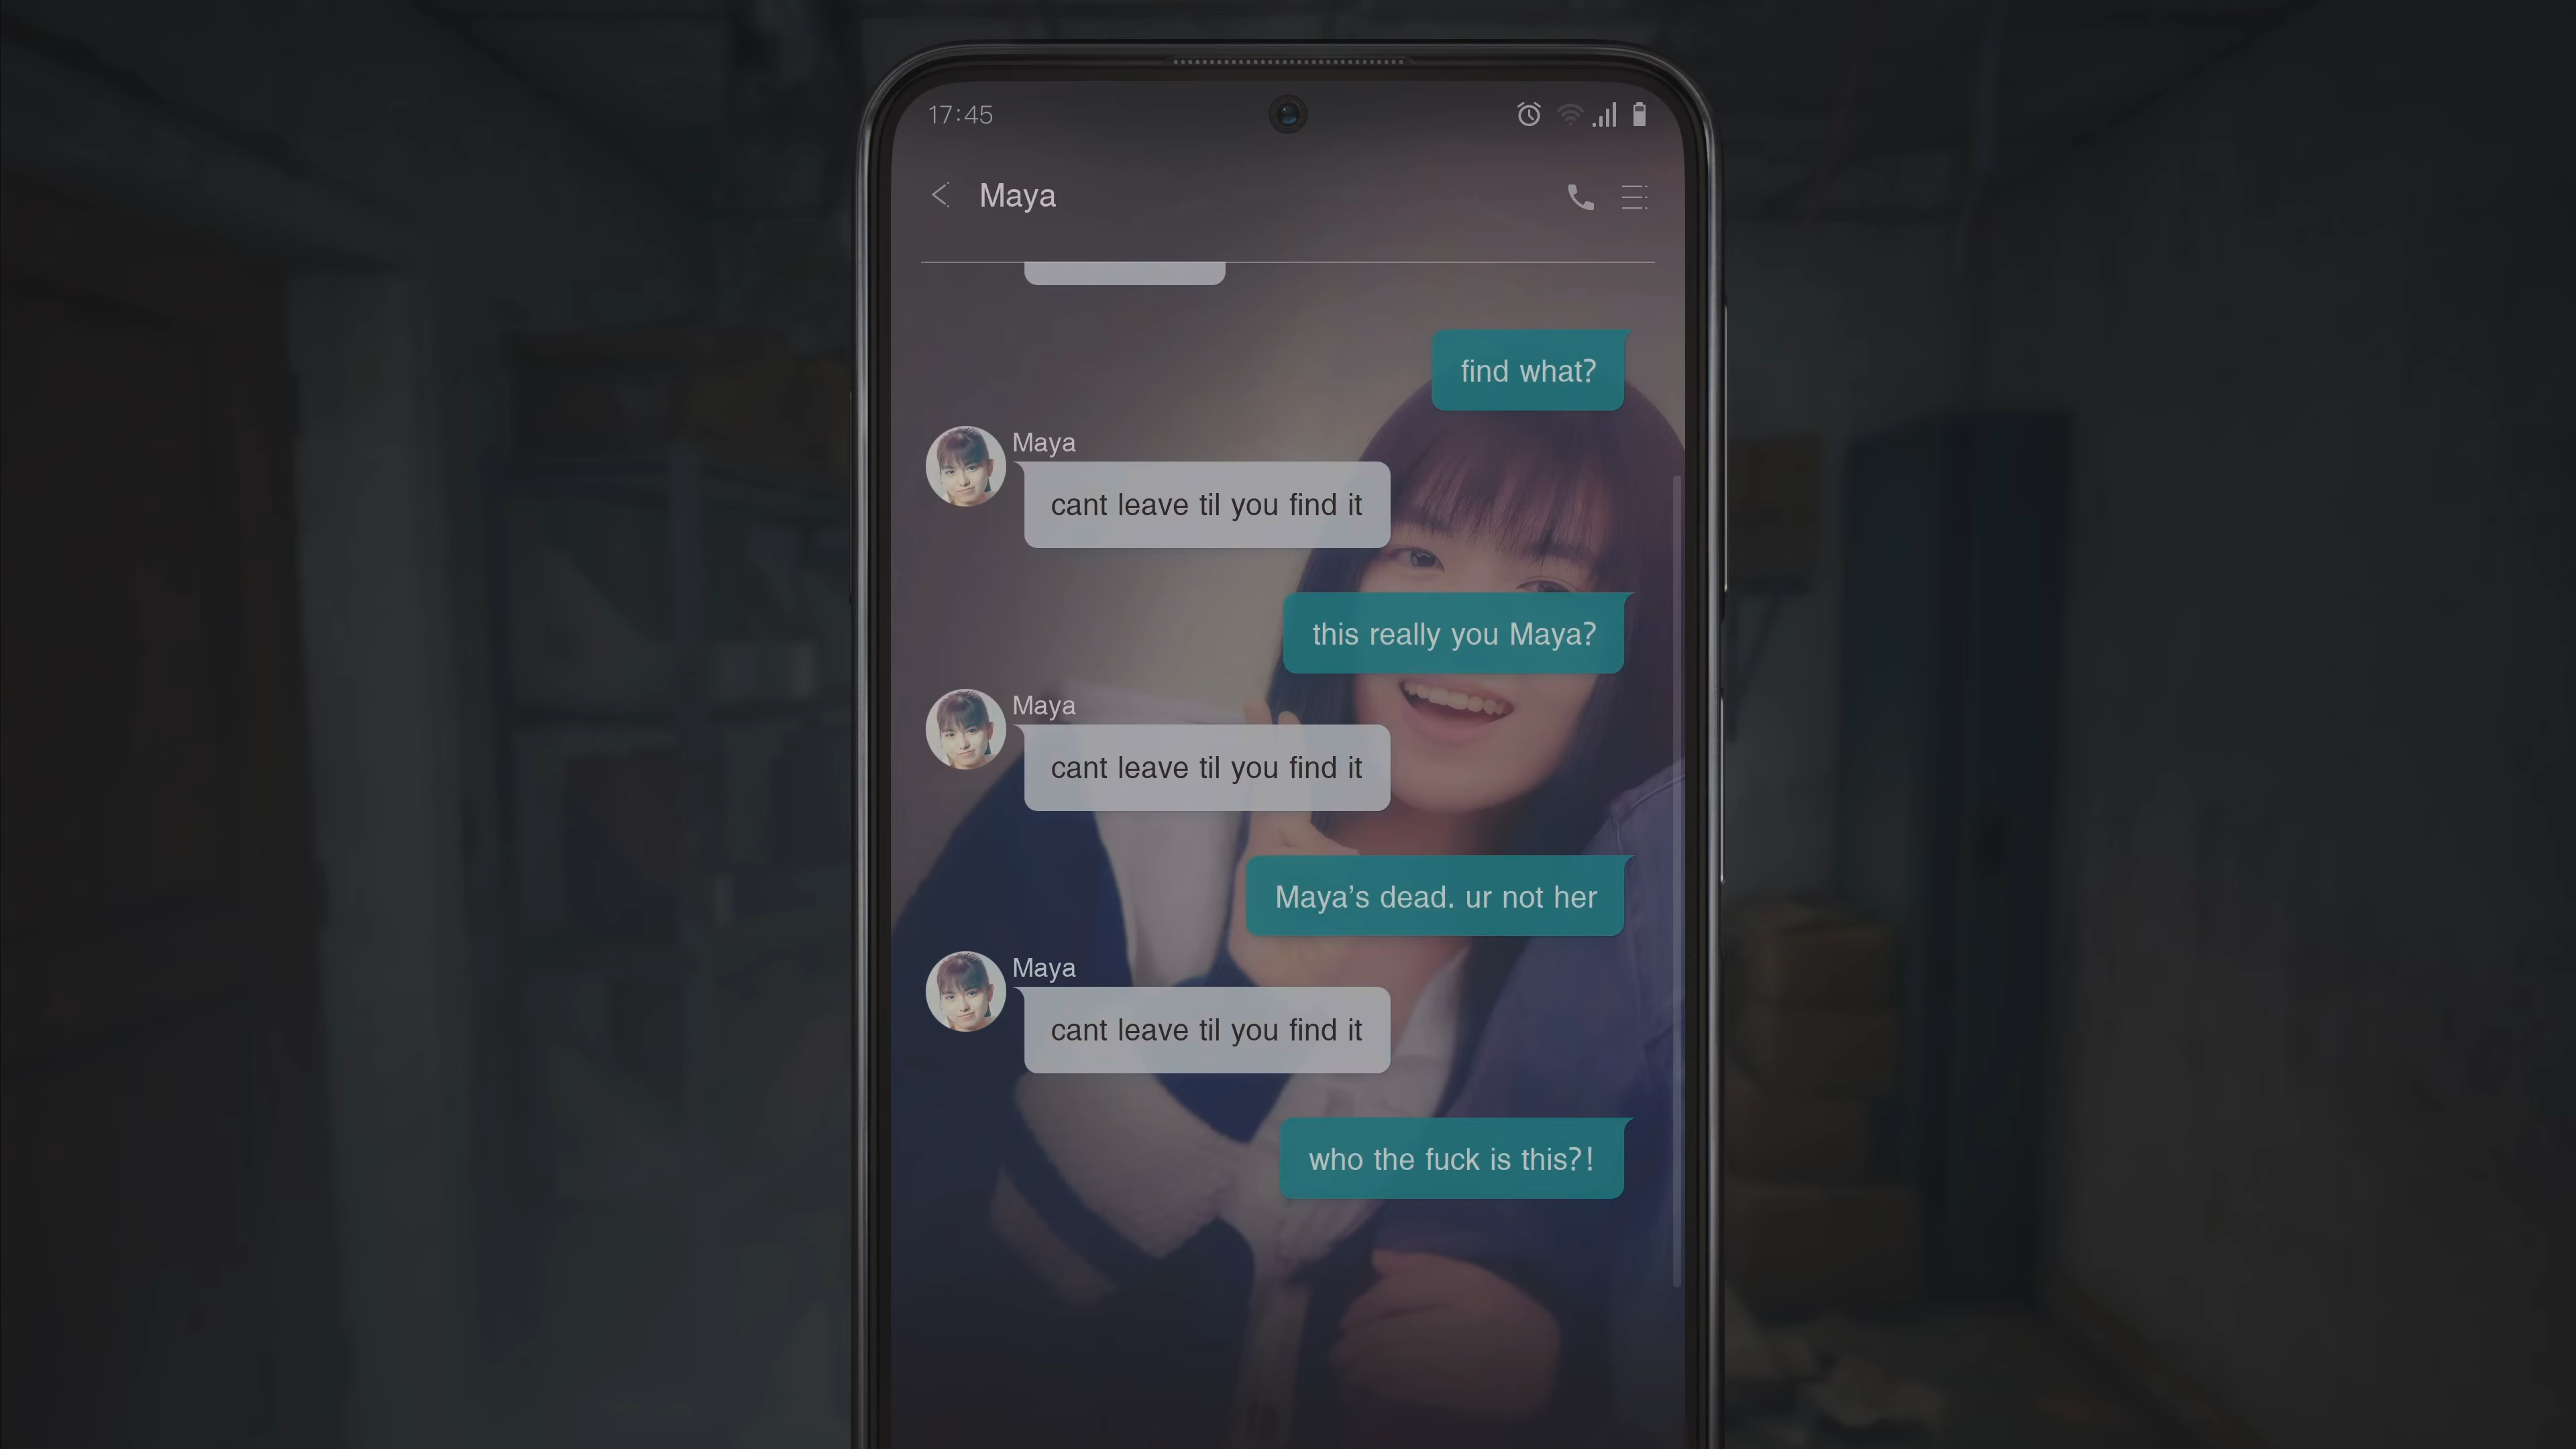 17:45
Maya
find what?
Maya
cant leave til you find it
this really you Maya?
Maya
cant leave til you find it
Maya’s dead. ur not her
Maya
cant leave til you find it
who the fuck is this?!